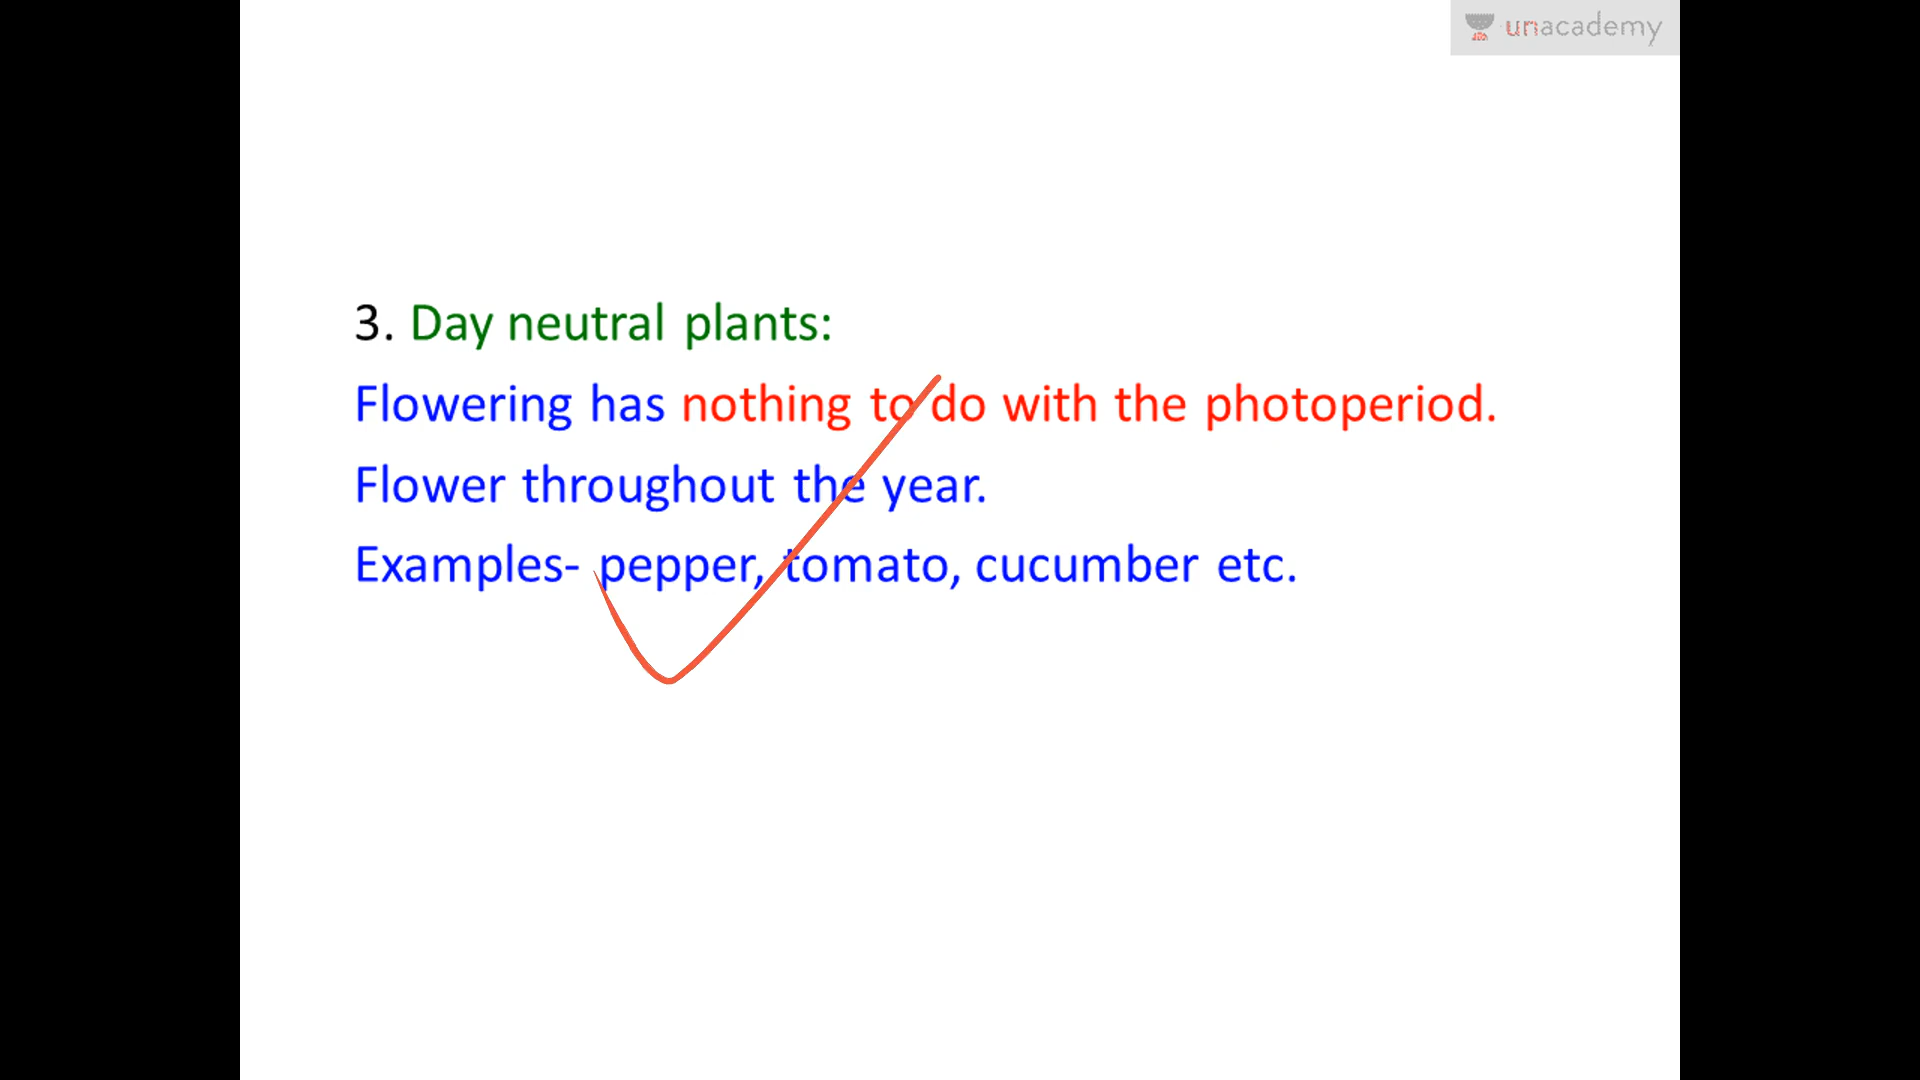 unacademy
3. Day neutral plants:
Flowering has nothing to do with the photoperiod.
Flower throughout the year.
Examples- pepper, tomato, cucumber etc.